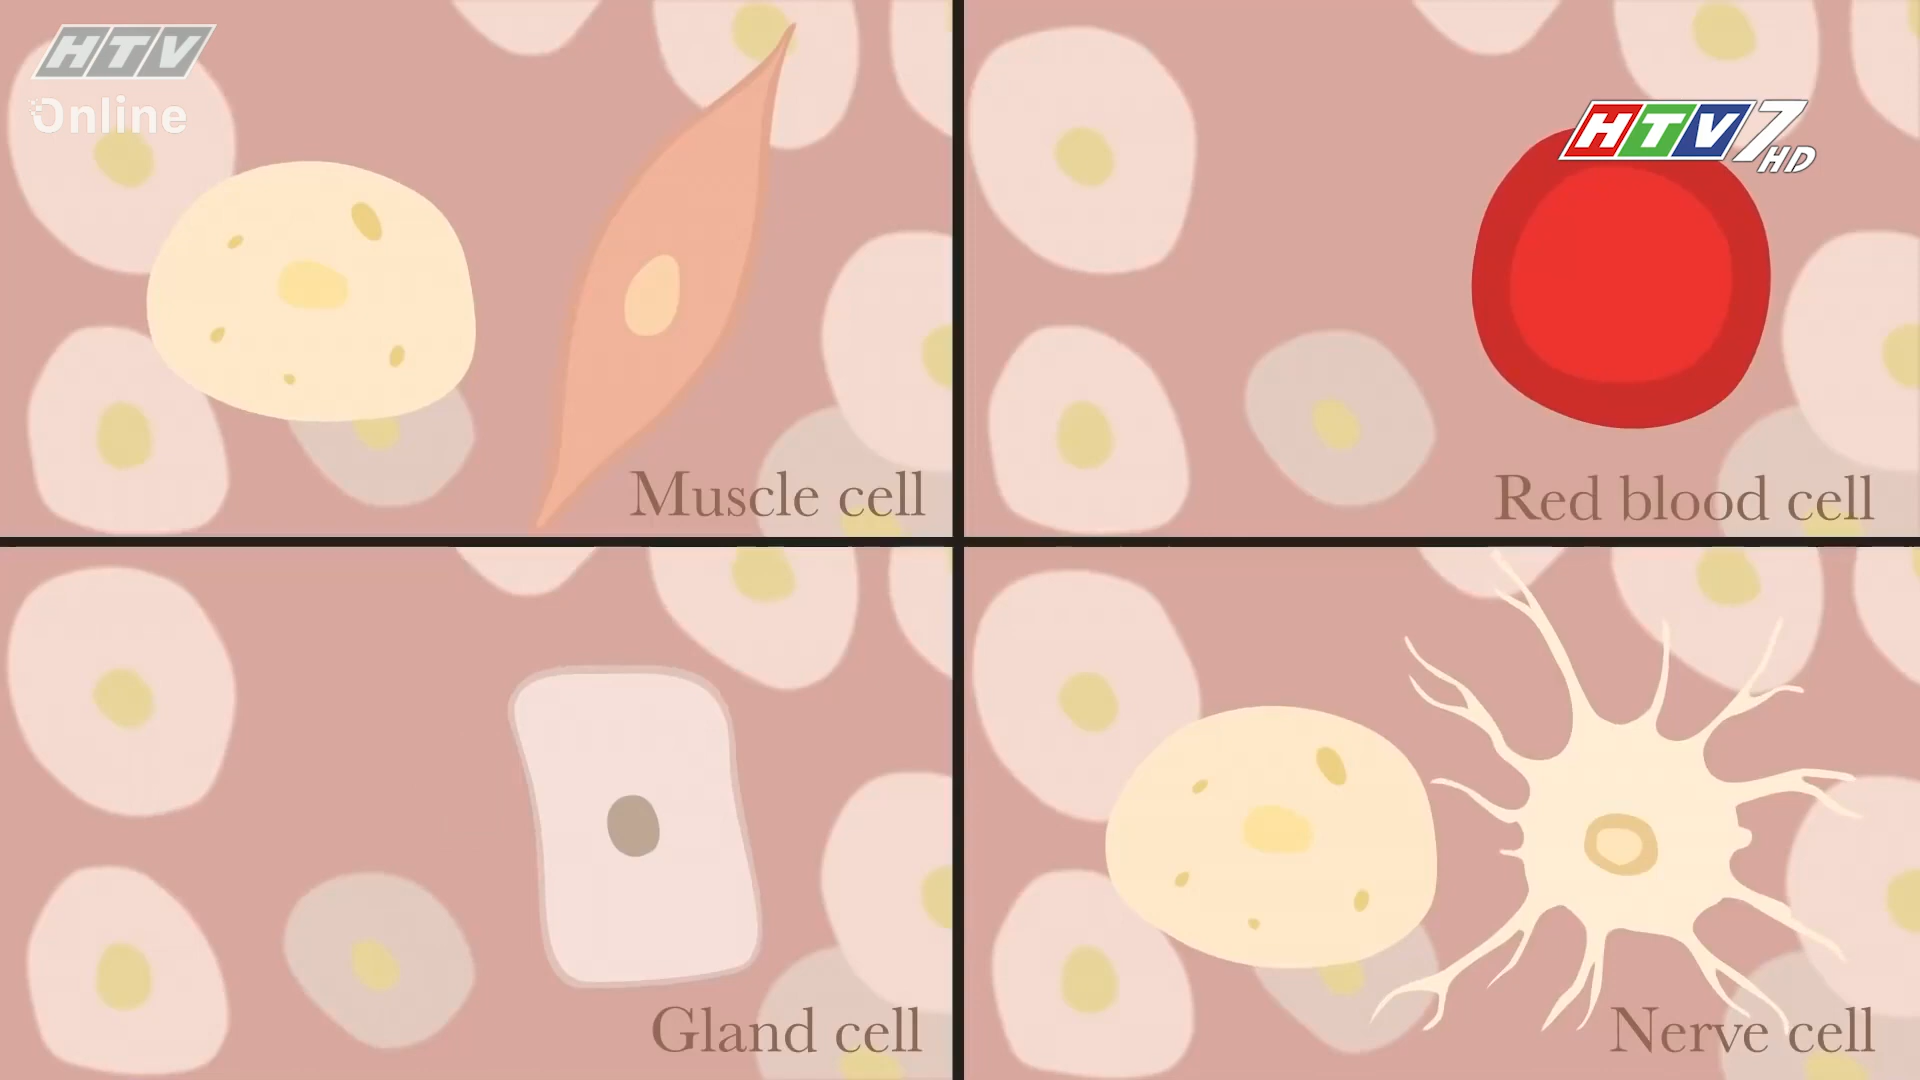 HTV
Online
HTV7
HD
Muscle cell
Red blood cell
Gland cell
Nerve cell